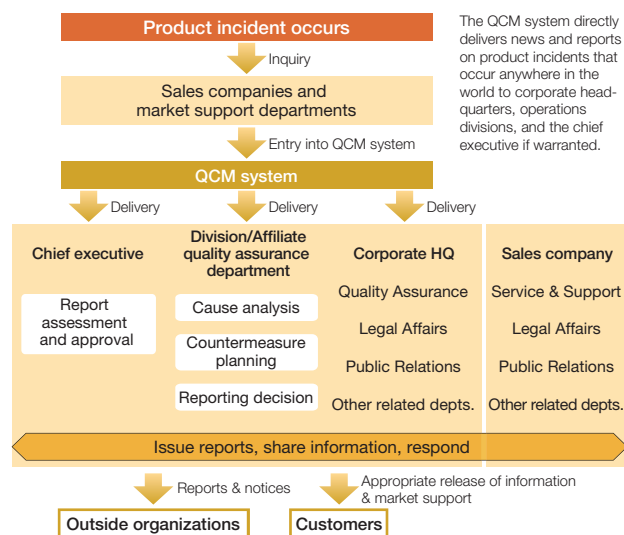 Product incident occurs
Inquiry
Sales companies and
market support departments
Entry into QCM system
QCM system
Delivery
Delivery
Delivery
The QCM system directly
delivers news and reports
on product incidents that
occur anywhere in the
world to corporate head-
quarters, operations
divisions, and the chief
executive if warranted.
Chief executive
Report
assessment
and approval
Division/Affiliate
quality assurance
department
Cause analysis
Countermeasure
planning
Reporting decision
Corporate HQ
Quality Assurance
Legal Affairs
Public Relations
Other related depts.
Sales company
Service & Support
Legal Affairs
Public Relations
Other related depts.
Issue reports, share information, respond
Reports & notices
Appropriate release of information
& market support
Outside organizations
Customers